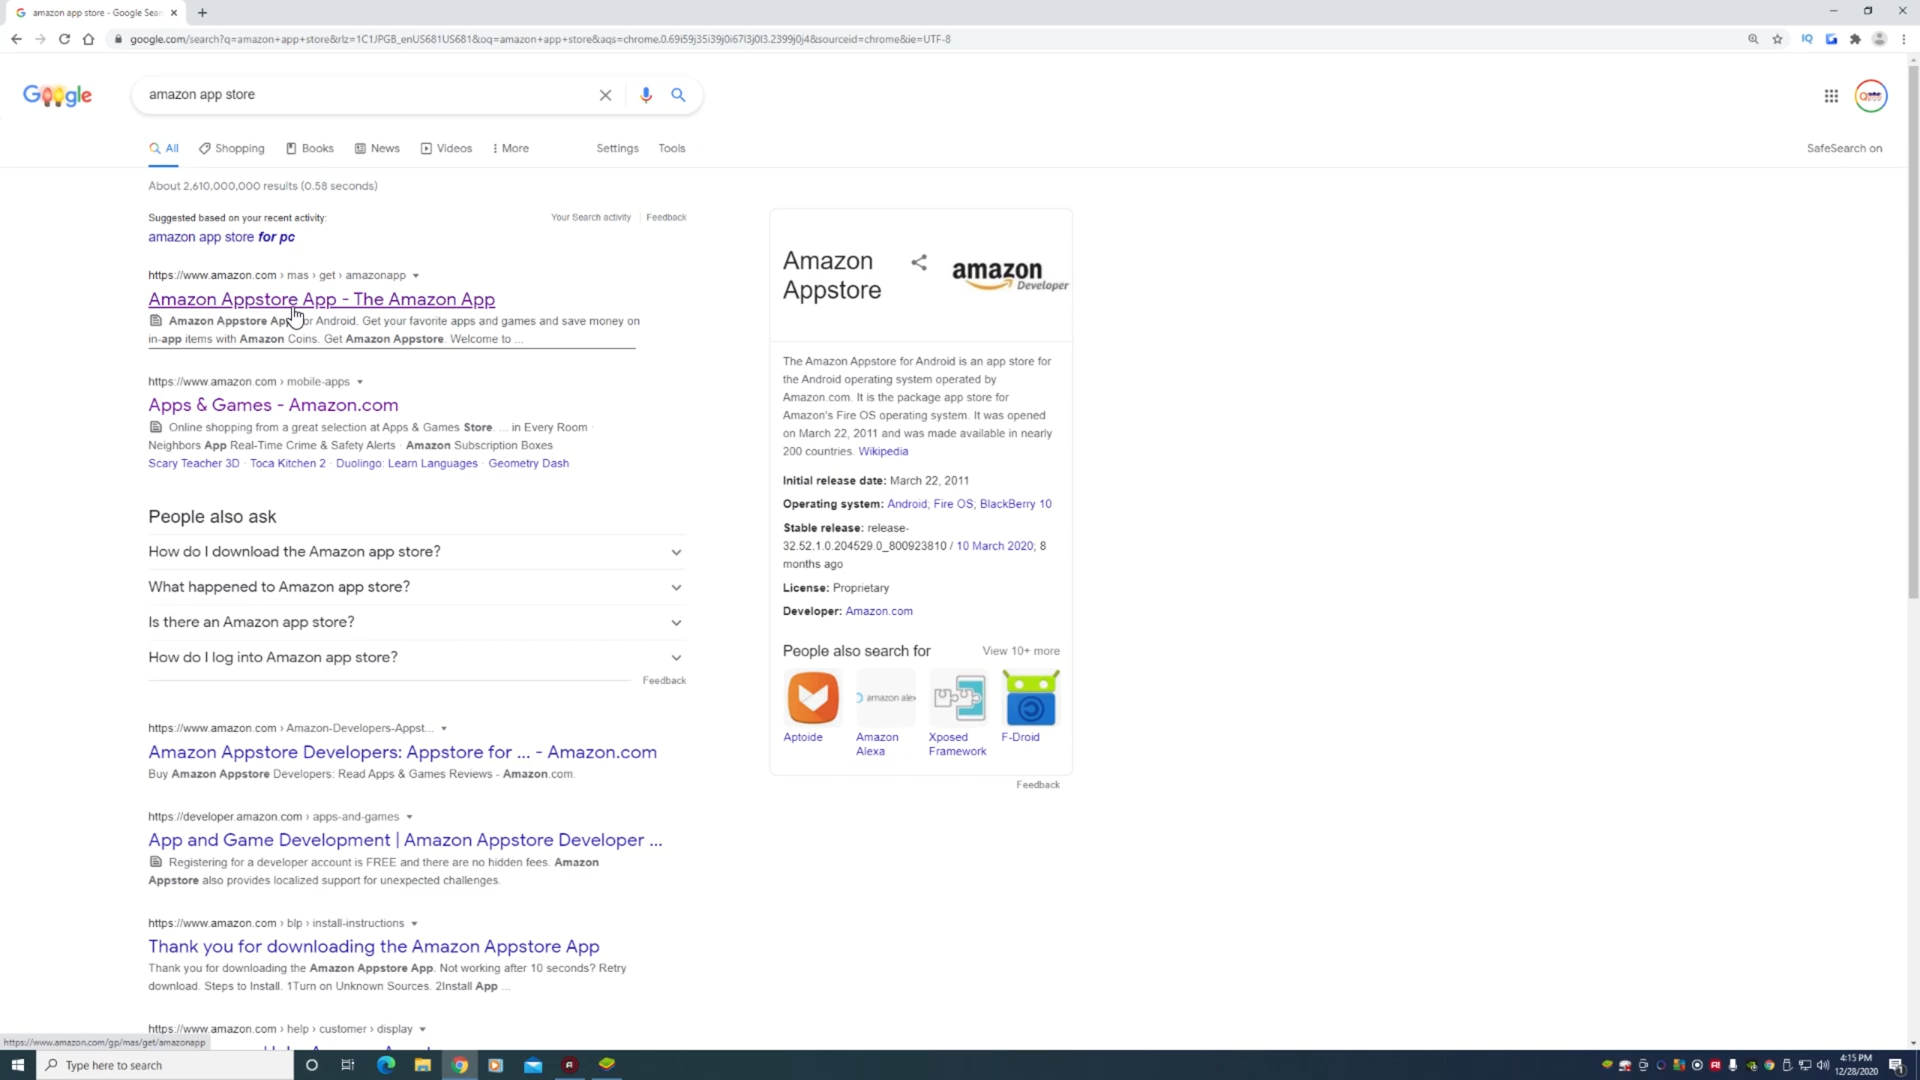 amazon app store - Google Sear
google.com/search?q=amazon+app+store&rlz=1C1JPGB_enUS681US681&oq=amazon+app+store&aqs=chrome.0.69i59j35i39j0i67l3j0l3.2399j0j4&sourceid=chrome&ie=UTF-8
Google
amazon app store
All
Shopping
Books
News
Videos
More
Settings
Tools
SafeSearch on
About 2,610,000,000 results (0.58 seconds)
Suggested based on your recent activity:
Your Search activity
Feedback
amazon app store for pc
https://www.amazon.com › mas › get › amazonapp
Amazon Appstore App - The Amazon App
Amazon Appstore App for Android. Get your favorite apps and games and save money on
in-app items with Amazon Coins. Get Amazon Appstore. Welcome to ...
https://www.amazon.com › mobile-apps
Apps & Games - Amazon.com
Online shopping from a great selection at Apps & Games Store. ... in Every Room ·
Neighbors App Real-Time Crime & Safety Alerts · Amazon Subscription Boxes
Scary Teacher 3D · Toca Kitchen 2 · Duolingo: Learn Languages · Geometry Dash
People also ask
How do I download the Amazon app store?
What happened to Amazon app store?
Is there an Amazon app store?
How do I log into Amazon app store?
Feedback
https://www.amazon.com › Amazon-Developers-Appst...
Amazon Appstore Developers: Appstore for ... - Amazon.com
Buy Amazon Appstore Developers: Read Apps & Games Reviews - Amazon.com.
https://developer.amazon.com › apps-and-games
App and Game Development | Amazon Appstore Developer ...
Registering for a developer account is FREE and there are no hidden fees. Amazon
Appstore also provides localized support for unexpected challenges.
https://www.amazon.com › blp › install-instructions
Thank you for downloading the Amazon Appstore App
Thank you for downloading the Amazon Appstore App. Not working after 10 seconds? Retry
download. Steps to Install. 1Turn on Unknown Sources. 2Install App ...
https://www.amazon.com › help › customer › display
Amazon
Appstore
amazon
Developer
The Amazon Appstore for Android is an app store for
the Android operating system operated by
Amazon.com. It is the package app store for
Amazon's Fire OS operating system. It was opened
on March 22, 2011 and was made available in nearly
200 countries. Wikipedia
Initial release date: March 22, 2011
Operating system: Android; Fire OS; BlackBerry 10
Stable release: release-
32.52.1.0.204529.0_800923810 / 10 March 2020; 8
months ago
License: Proprietary
Developer: Amazon.com
People also search for
View 10+ more
amazon alex
Aptoide
Amazon
Alexa
Xposed
Framework
F-Droid
Feedback
https://www.amazon.com/gp/mas/get/amazonapp
Type here to search
4:15 PM
12/28/2020